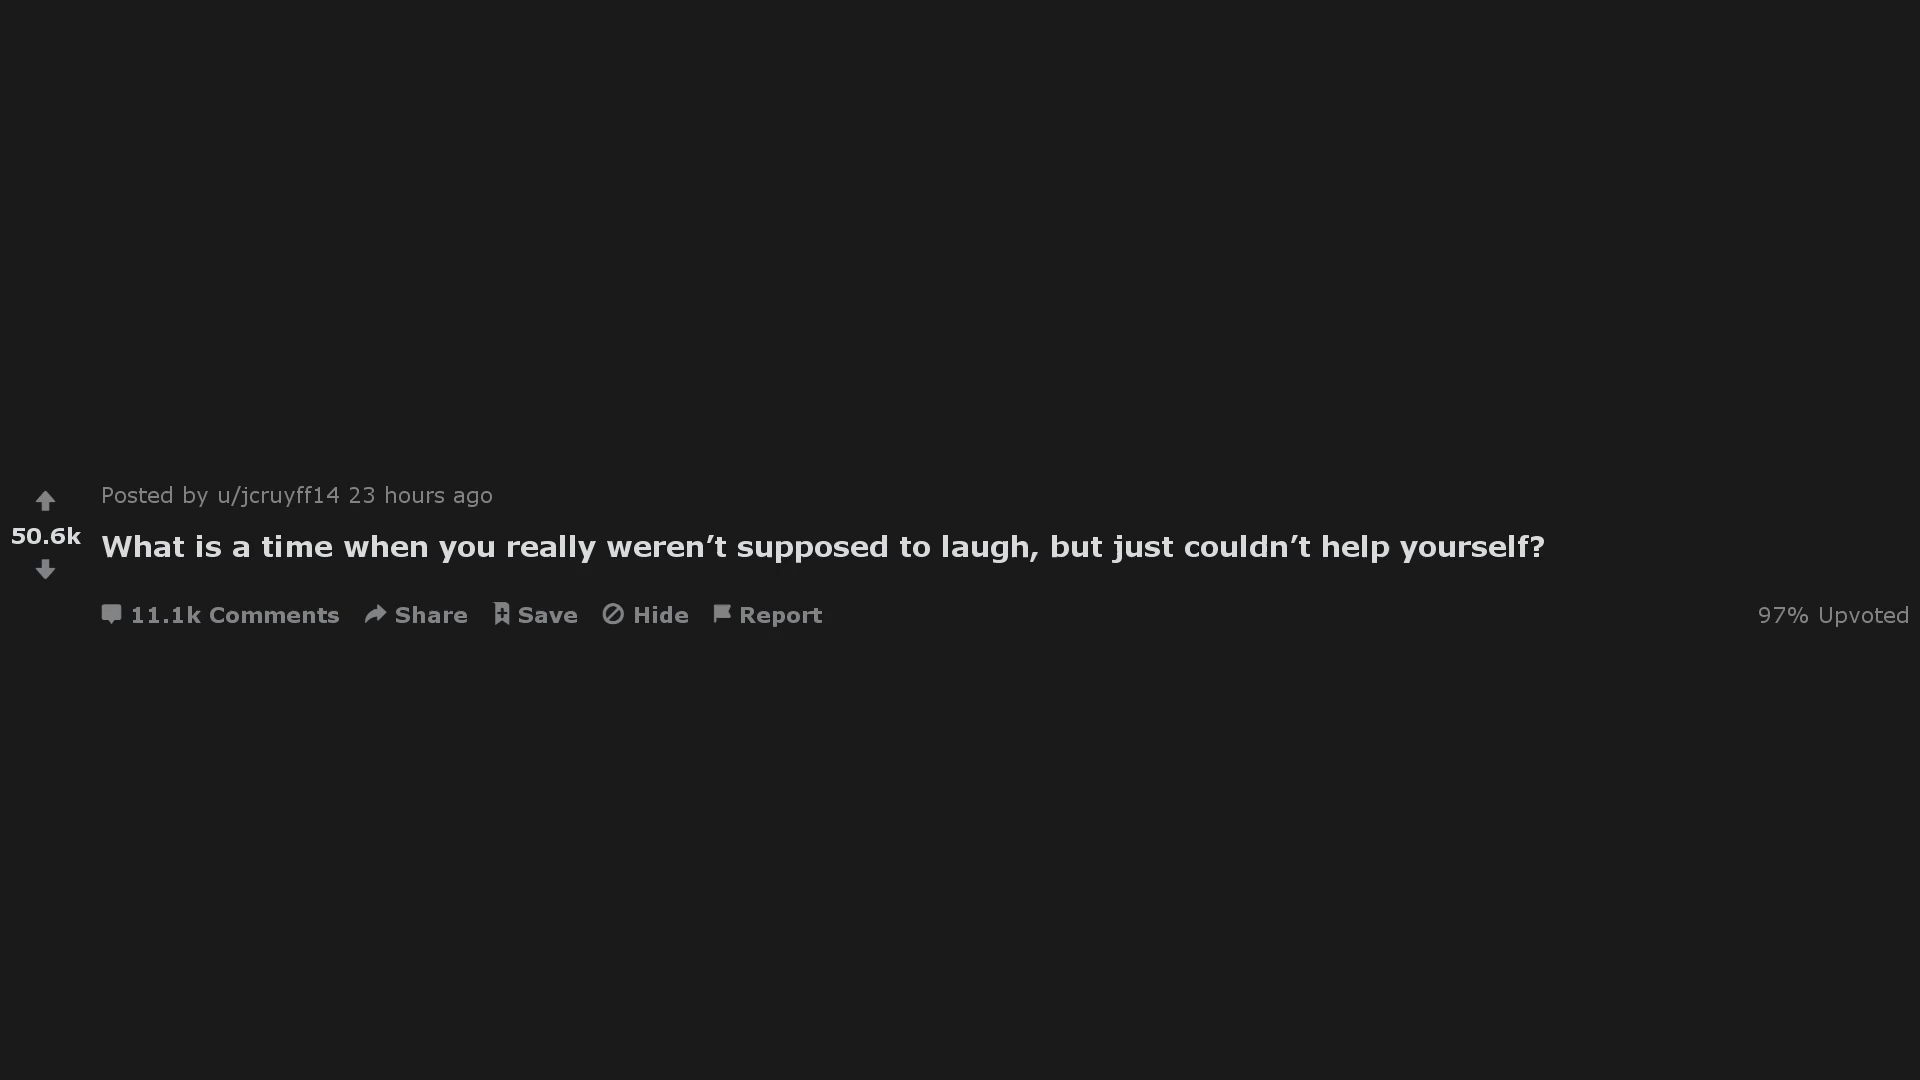 Posted by u/jcruyff14 23 hours ago
50.6k
What is a time when you really weren’t supposed to laugh, but just couldn’t help yourself?
11.1k Comments Share Save Hide Report 97% Upvoted